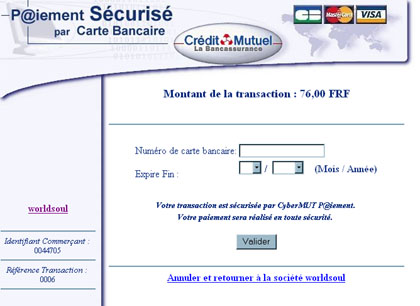 P@iement Sécurisé
par Carte Bancaire
Crédit Mutuel
La Bancassurance
CB
MasterCard
VISA
Montant de la transaction : 76,00 FRF
Numéro de carte bancaire:
Expire Fin : / (Mois / Année)
Votre transaction est sécurisée par CyberMUT P@iement.
Votre paiement sera réalisé en toute sécurité.
Valider
Annuler et retourner à la société worldsoul
worldsoul
Identifiant Commerçant :
0044705
Référence Transaction :
0006